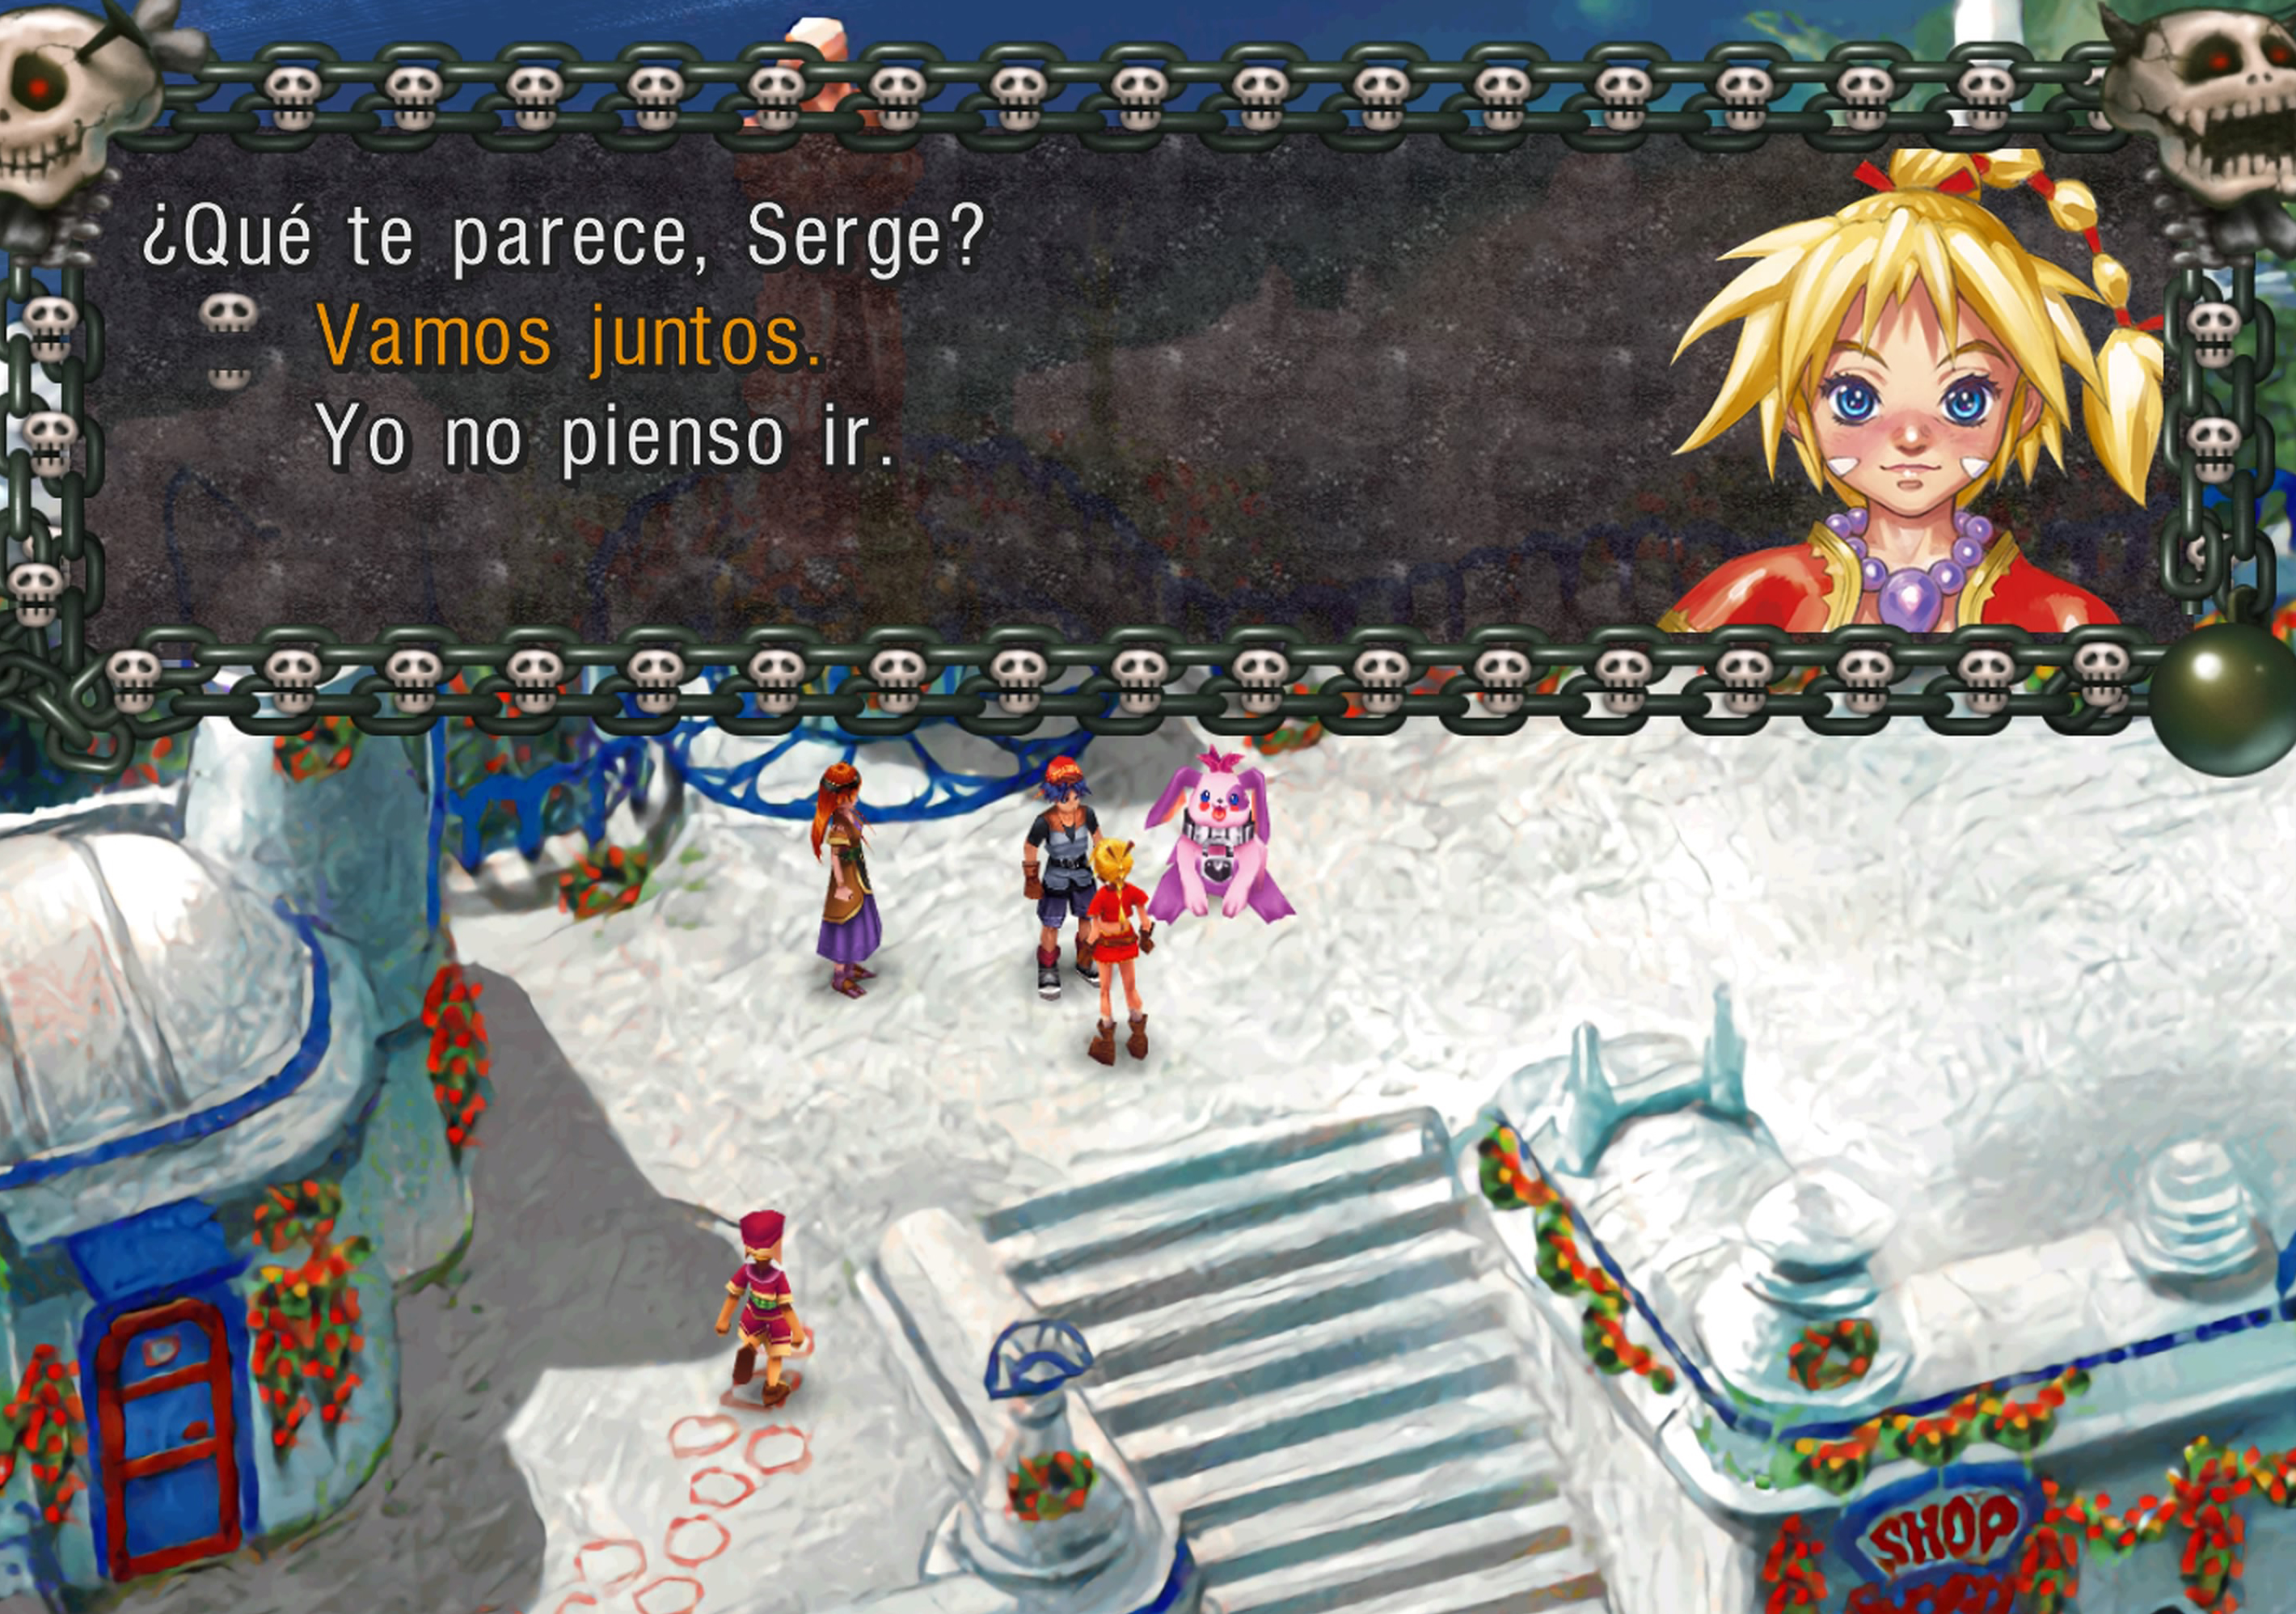 ¿Qué te parece, Serge?
Vamos juntos.
Yo no pienso ir.
SHOP